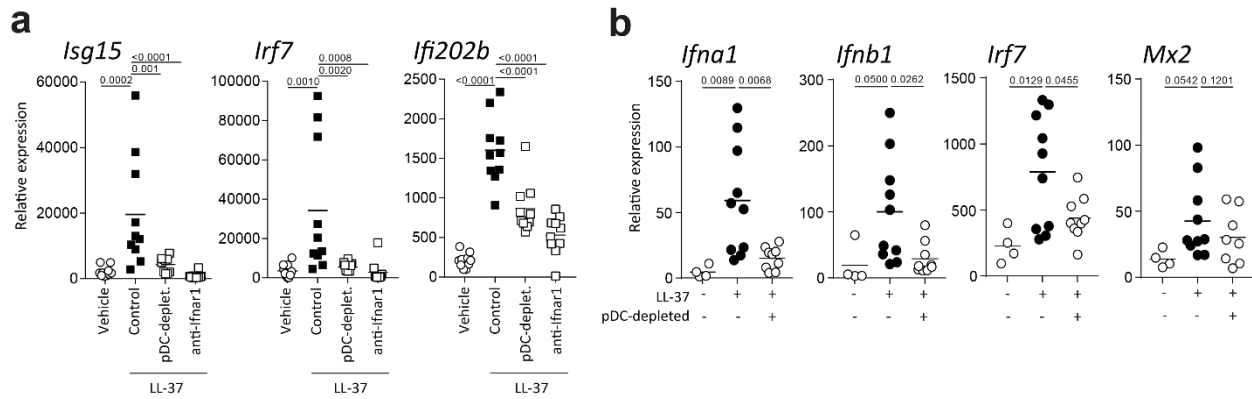 a
Isg15
Irf7
Ifi202b
Relative expression
60000
40000
20000
0
0.0002
<0.0001
0.001
Vehicle
Control
pDC-deplet.
anti-Ifnar1
LL-37
100000
80000
60000
40000
20000
0
0.0010
0.0008
0.0020
Vehicle
Control
pDC-deplet.
anti-Ifnar1
LL-37
2500
2000
1500
1000
500
0
<0.0001
<0.0001
<0.0001
Vehicle
Control
pDC-deplet.
anti-Ifnar1
LL-37
b
Ifna1
Ifnb1
Irf7
Mx2
Relative expression
150
100
50
0
0.0089 0.0068
300
200
100
0
0.0500 0.0262
1500
1000
500
0
0.0129 0.0455
150
100
50
0
0.0542 0.1201
LL-37 - + + - + + - + + - + +
pDC-depleted - - + - - + - - + - - +